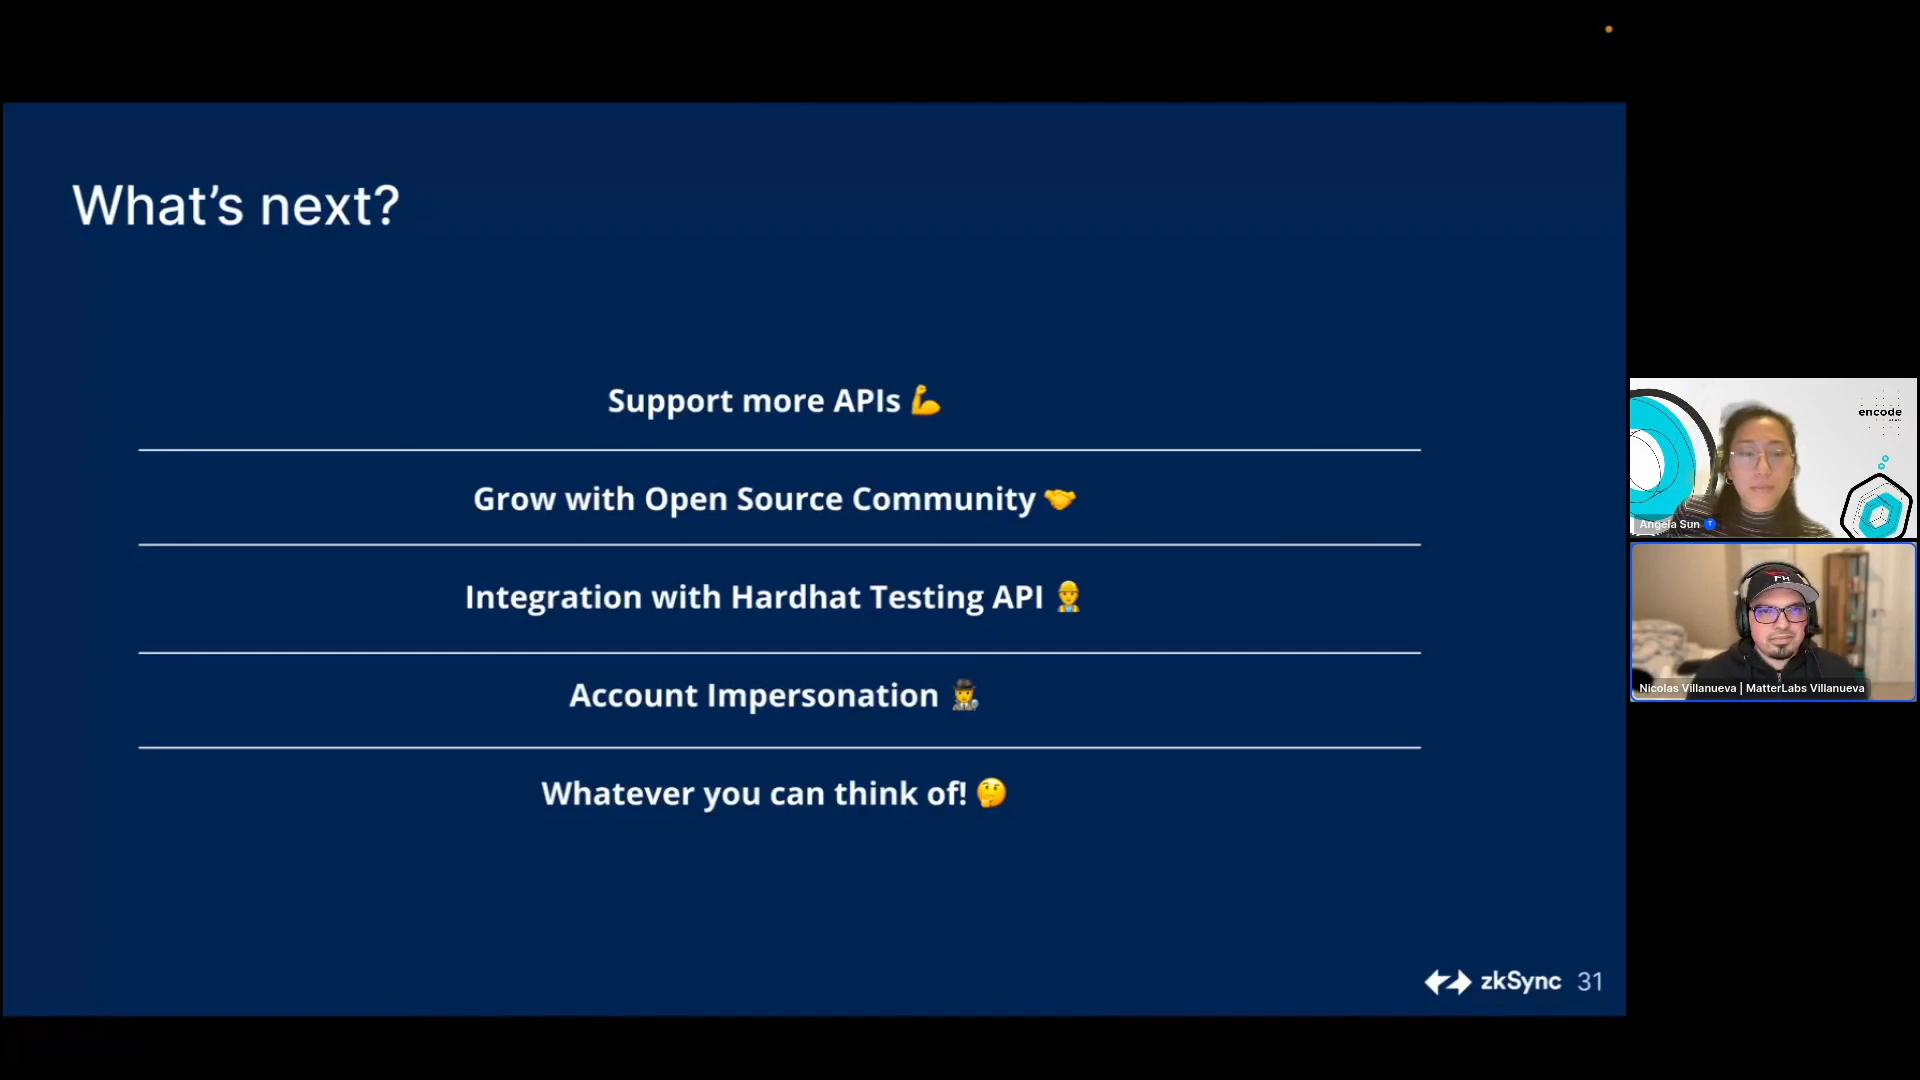 What's next?
Support more APIs 💪
Grow with Open Source Community 🤝
Integration with Hardhat Testing API 👷
Account Impersonation 🕵️
Whatever you can think of! 🤔
zkSync 31
encode
Angela Sun
Nicolas Villanueva | MatterLabs Villanueva